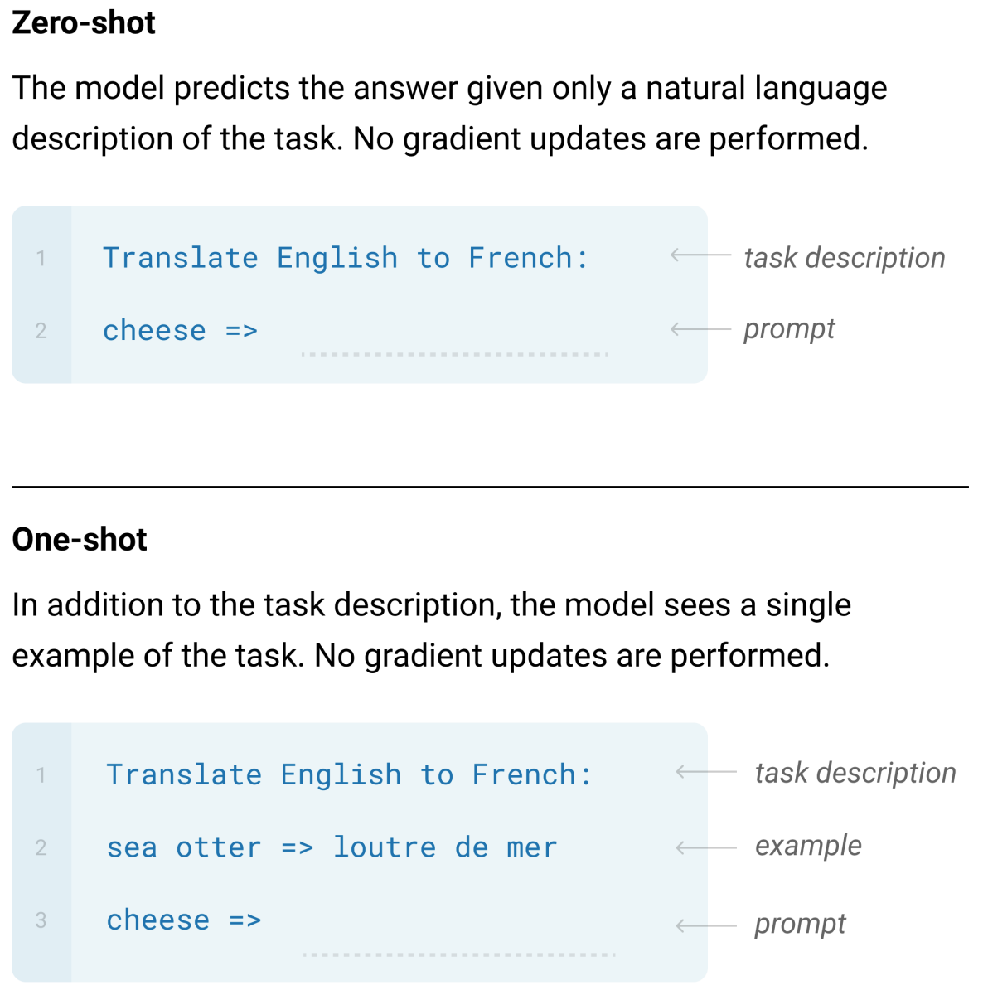 Zero-shot
The model predicts the answer given only a natural language
description of the task. No gradient updates are performed.
1 Translate English to French: task description
2 cheese => prompt
One-shot
In addition to the task description, the model sees a single
example of the task. No gradient updates are performed.
1 Translate English to French: task description
2 sea otter => loutre de mer example
3 cheese => prompt